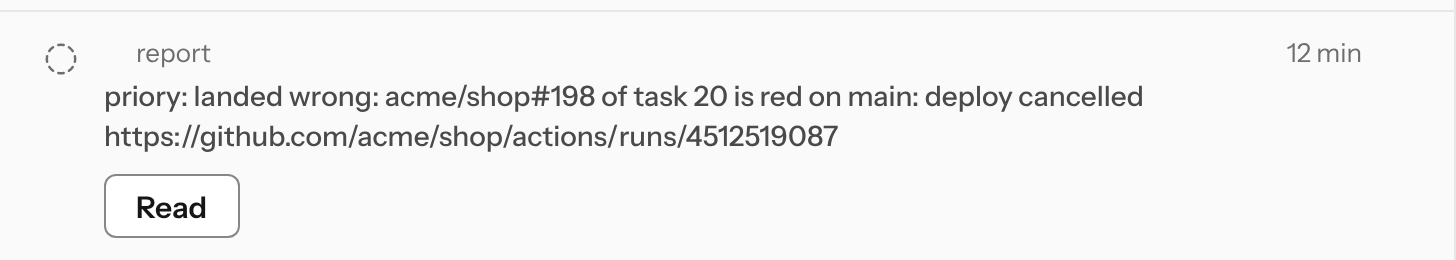 report 12 min
priory: landed wrong: acme/shop#198 of task 20 is red on main: deploy cancelled
https://github.com/acme/shop/actions/runs/4512519087
Read